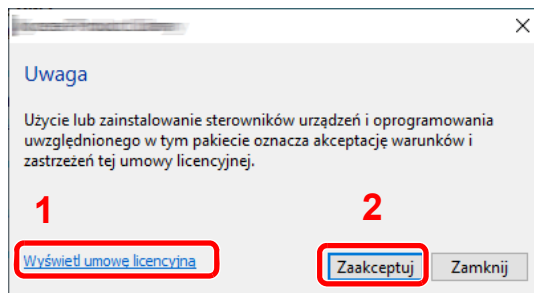 Uwaga
Użycie lub zainstalowanie sterowników urządzeń i oprogramowania
uwzględnionego w tym pakiecie oznacza akceptację warunków i
zastrzeżeń tej umowy licencyjnej.
1
2
Wyświetl umowę licencyjną
Zaakceptuj
Zamknij